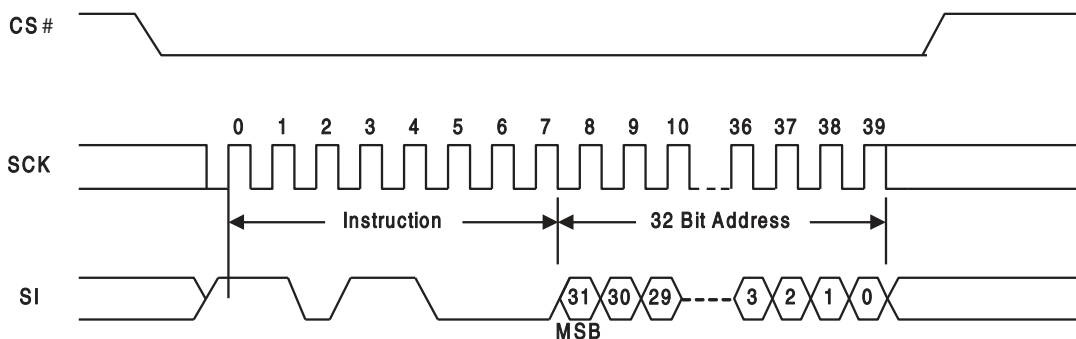 CS#
0 1 2 3 4 5 6 7 8 9 10 36 37 38 39
SCK
Instruction 32 Bit Address
SI 31 30 29 3 2 1 0
MSB